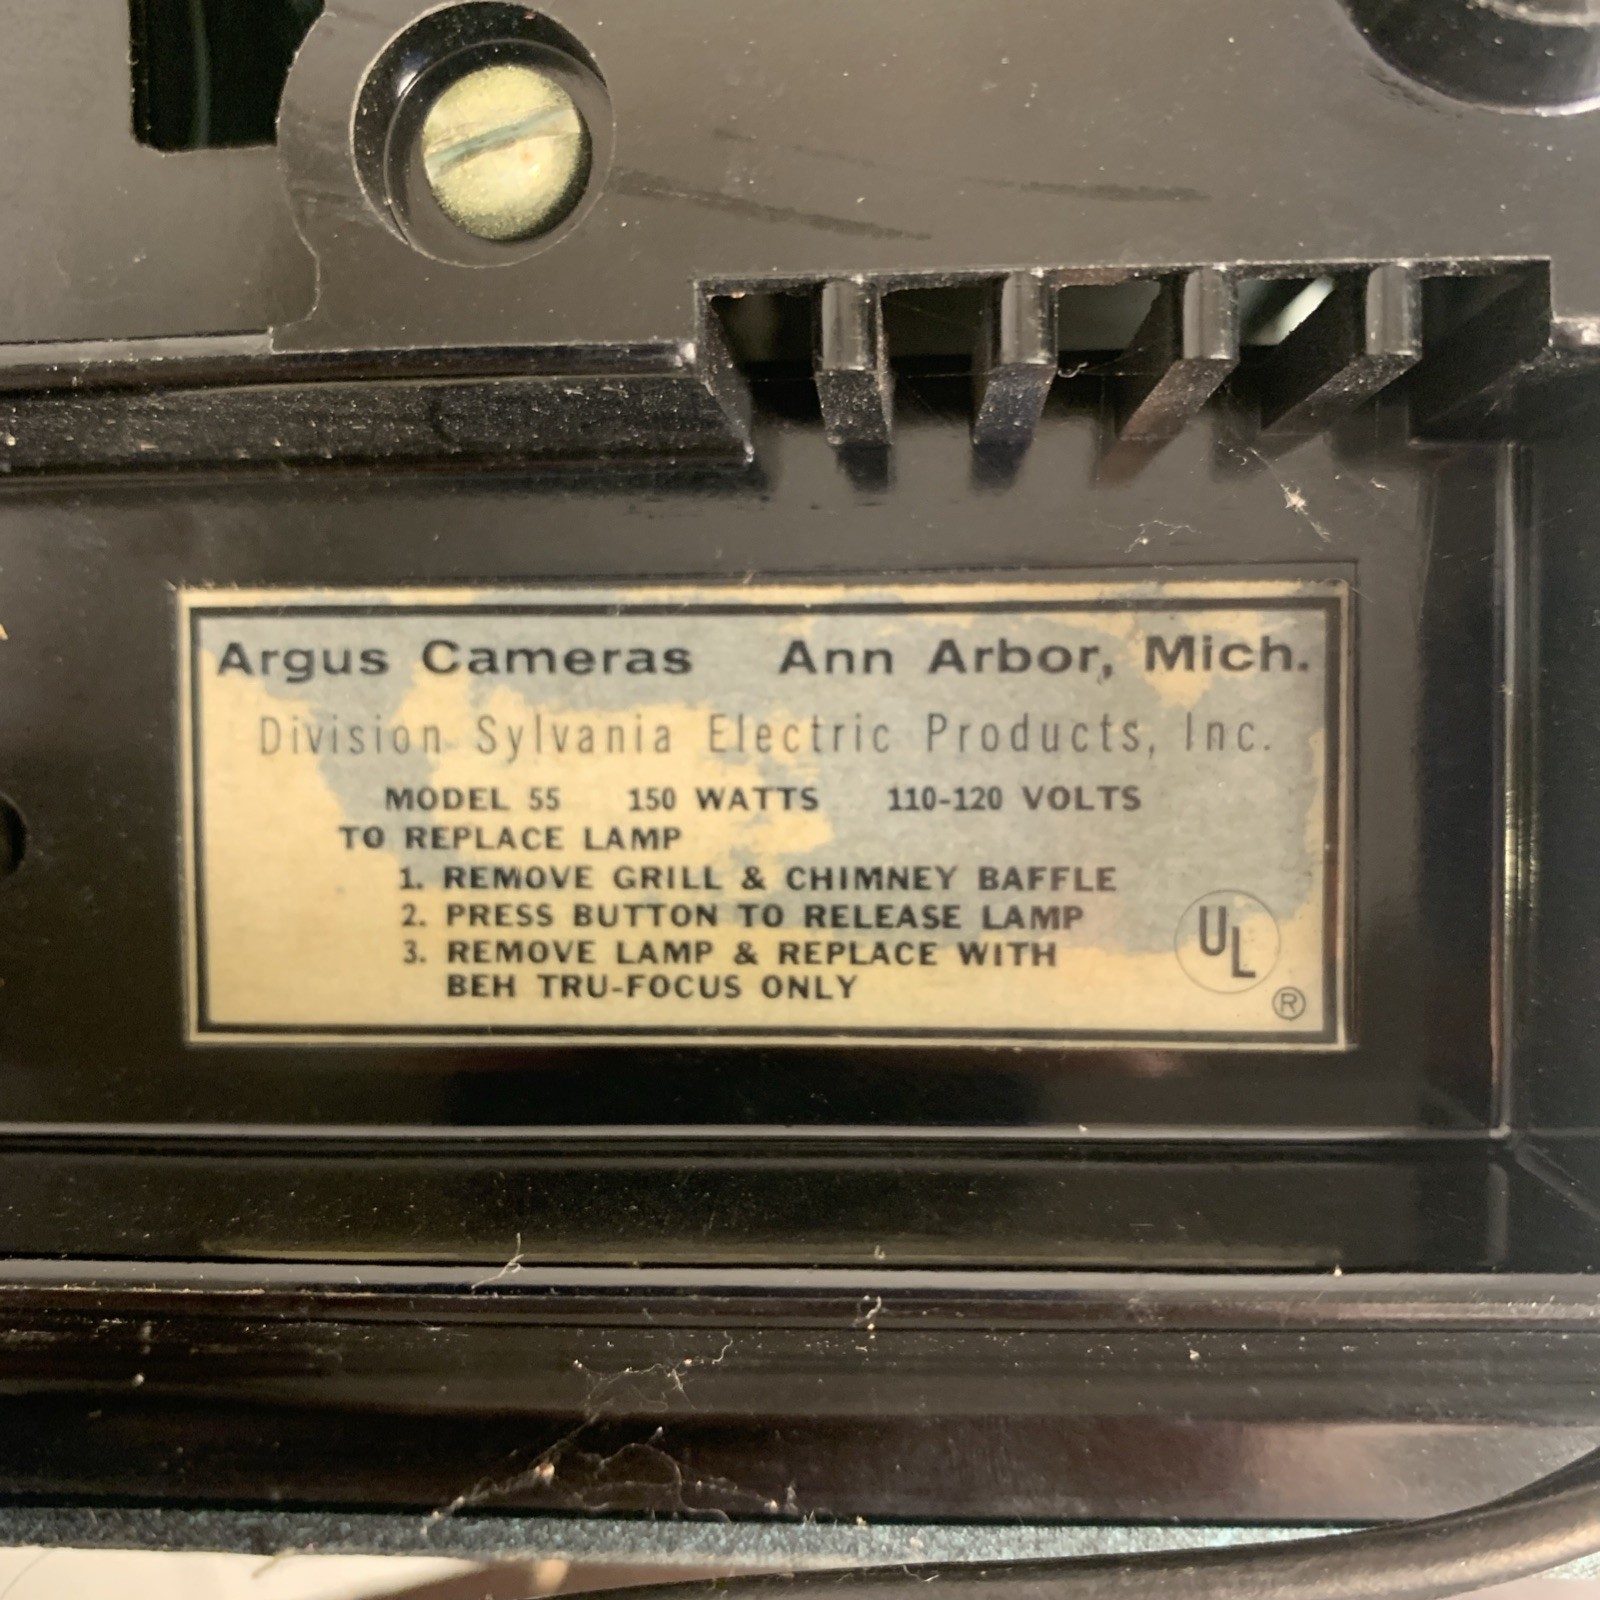 Argus Cameras Ann Arbor, Mich.
Division Sylvania Electric Products, Inc.
MODEL 55 150 WATTS 110-120 VOLTS
TO REPLACE LAMP
1. REMOVE GRILL & CHIMNEY BAFFLE
2. PRESS BUTTON TO RELEASE LAMP
3. REMOVE LAMP & REPLACE WITH
BEH TRU-FOCUS ONLY
UL
®